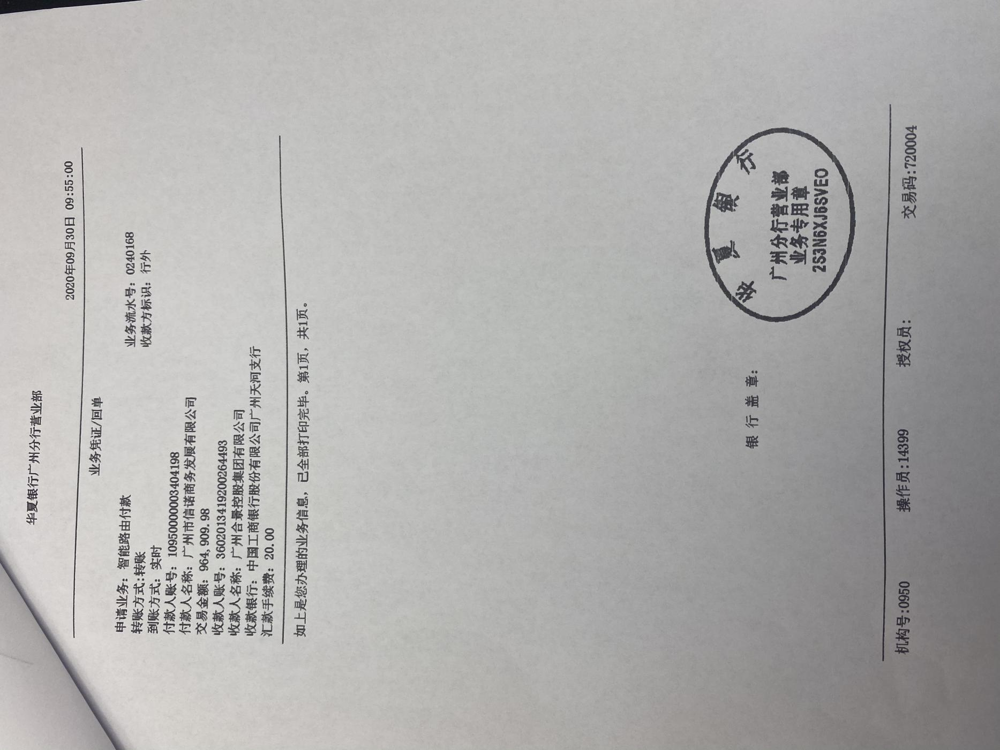 华夏银行广州分行营业部
2020年09月30日 09:55:00
业务凭证/回单
申请业务：智能路由付款 业务流水号：0240168
转账方式:转账 收款方标识：行外
到账方式：实时
付款人账号：10950000003404198
付款人名称：广州市信诺商务发展有限公司
交易金额：964,909.98
收款人账号：3602013419200264493
收款人名称：广州合景控股集团有限公司
收款银行：中国工商银行股份有限公司广州天河支行
汇款手续费：20.00
如上是您办理的业务信息，已全部打印完毕。第1页，共1页。
银行盖章：
华夏银行
广州分行营业部
业务专用章
2S3N6XJ6SVEO
机构号:0950 操作员:14399 授权员: 交易码:720004